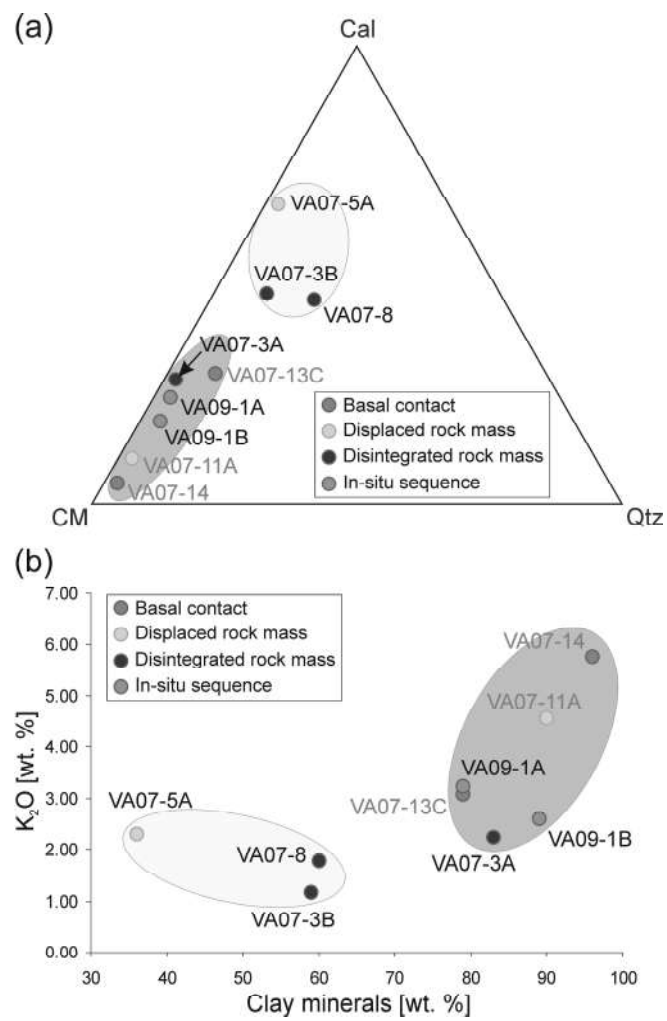 (a)
Cal
VA07-5A
VA07-3B
VA07-8
VA07-3A
VA07-13C
VA09-1A
VA09-1B
VA07-11A
VA07-14
Basal contact
Displaced rock mass
Disintegrated rock mass
In-situ sequence
CM
Qtz
(b)
7.00
6.00
5.00
4.00
3.00
2.00
1.00
0.00
K₂O [wt. %]
Basal contact
Displaced rock mass
Disintegrated rock mass
In-situ sequence
VA07-14
VA07-11A
VA09-1A
VA07-13C
VA07-5A
VA07-8
VA07-3A
VA09-1B
VA07-3B
30 40 50 60 70 80 90 100
Clay minerals [wt. %]